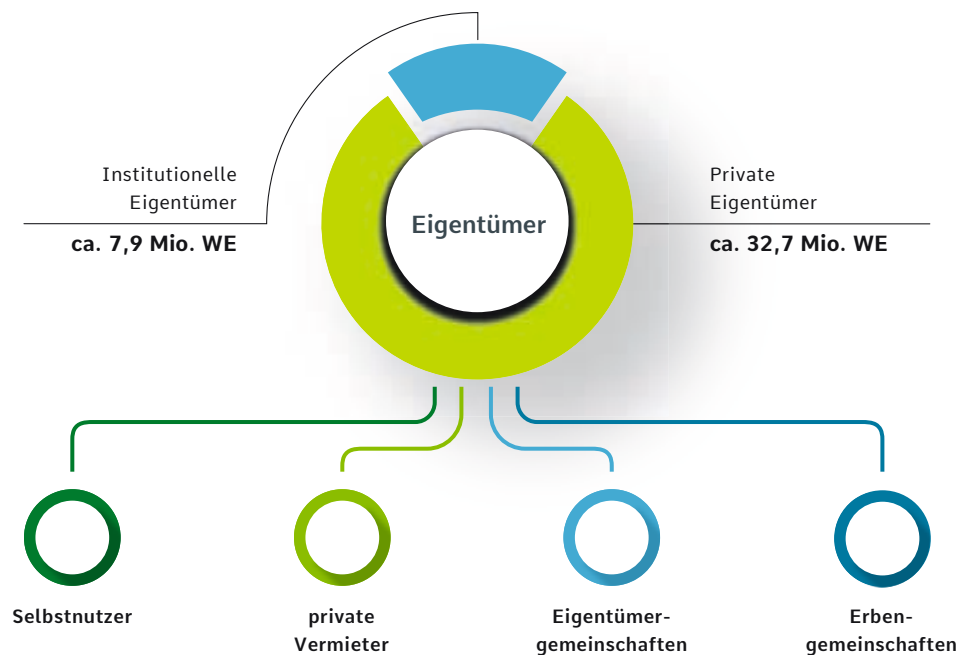 Institutionelle
Eigentümer
ca. 7,9 Mio. WE
Eigentümer
Private
Eigentümer
ca. 32,7 Mio. WE
Selbstnutzer
private
Vermieter
Eigentümer-
gemeinschaften
Erben-
gemeinschaften